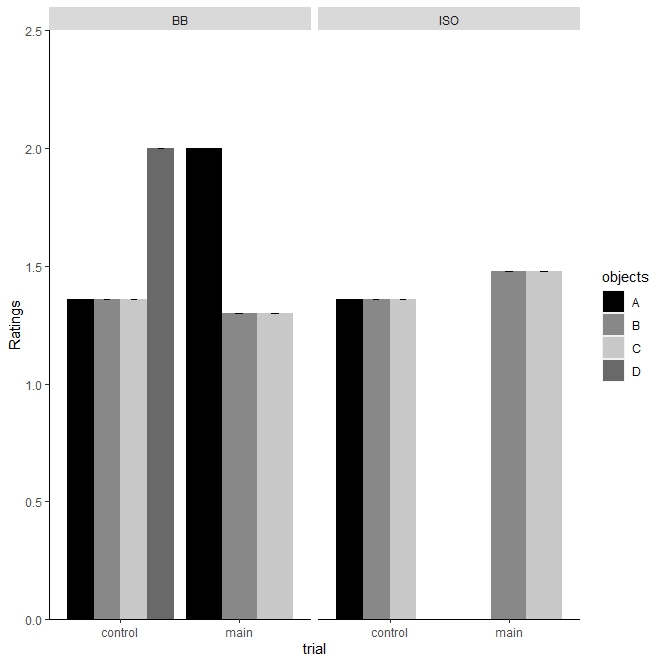 BB
ISO
2.5
2.0
1.5
1.0
0.5
0.0
Ratings
control
main
control
main
trial
objects
A
B
C
D